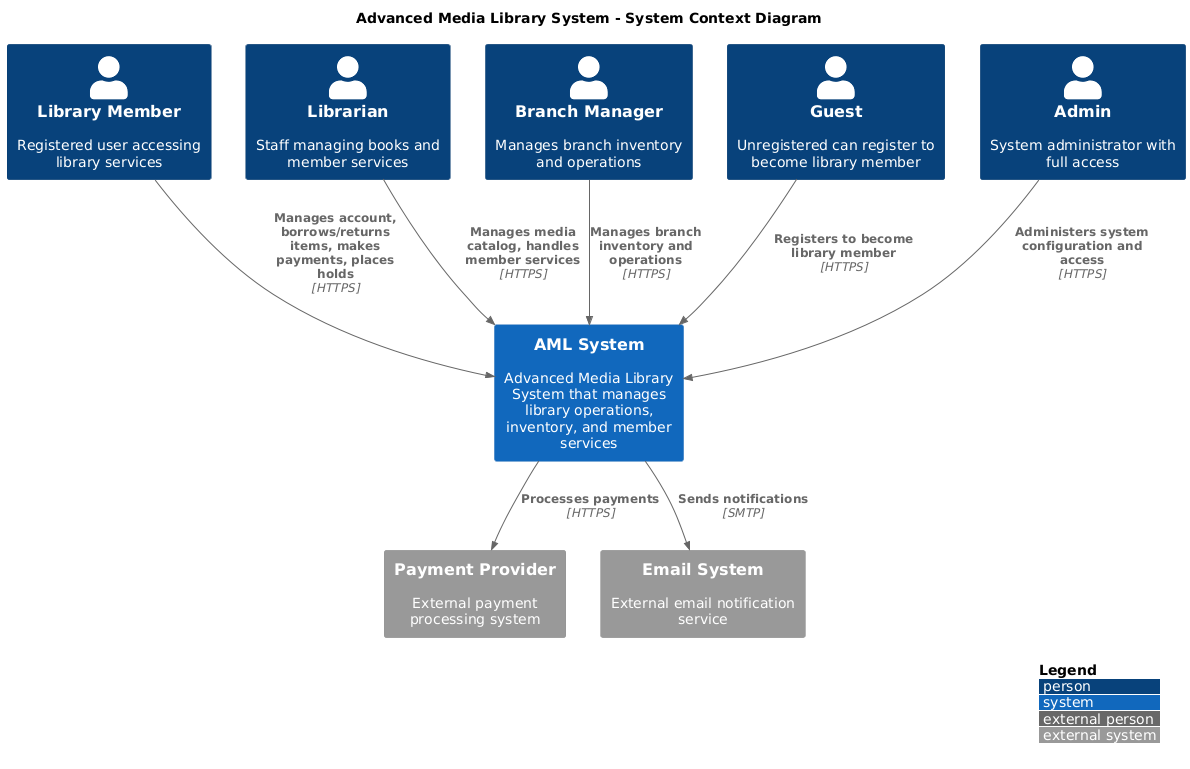 Advanced Media Library System - System Context Diagram
Library Member
Registered user accessing
library services
Librarian
Staff managing books and
member services
Branch Manager
Manages branch inventory
and operations
Guest
Unregistered can register to
become library member
Admin
System administrator with
full access
Manages account,
borrows/returns
items, makes
payments, places
holds
[HTTPS]
Manages media
catalog, handles
member services
[HTTPS]
Manages branch
inventory and
operations
[HTTPS]
Registers to become
library member
[HTTPS]
Administers system
configuration and
access
[HTTPS]
AML System
Advanced Media Library
System that manages
library operations,
inventory, and member
services
Processes payments
[HTTPS]
Sends notifications
[SMTP]
Payment Provider
External payment
processing system
Email System
External email notification
service
Legend
person
system
external person
external system